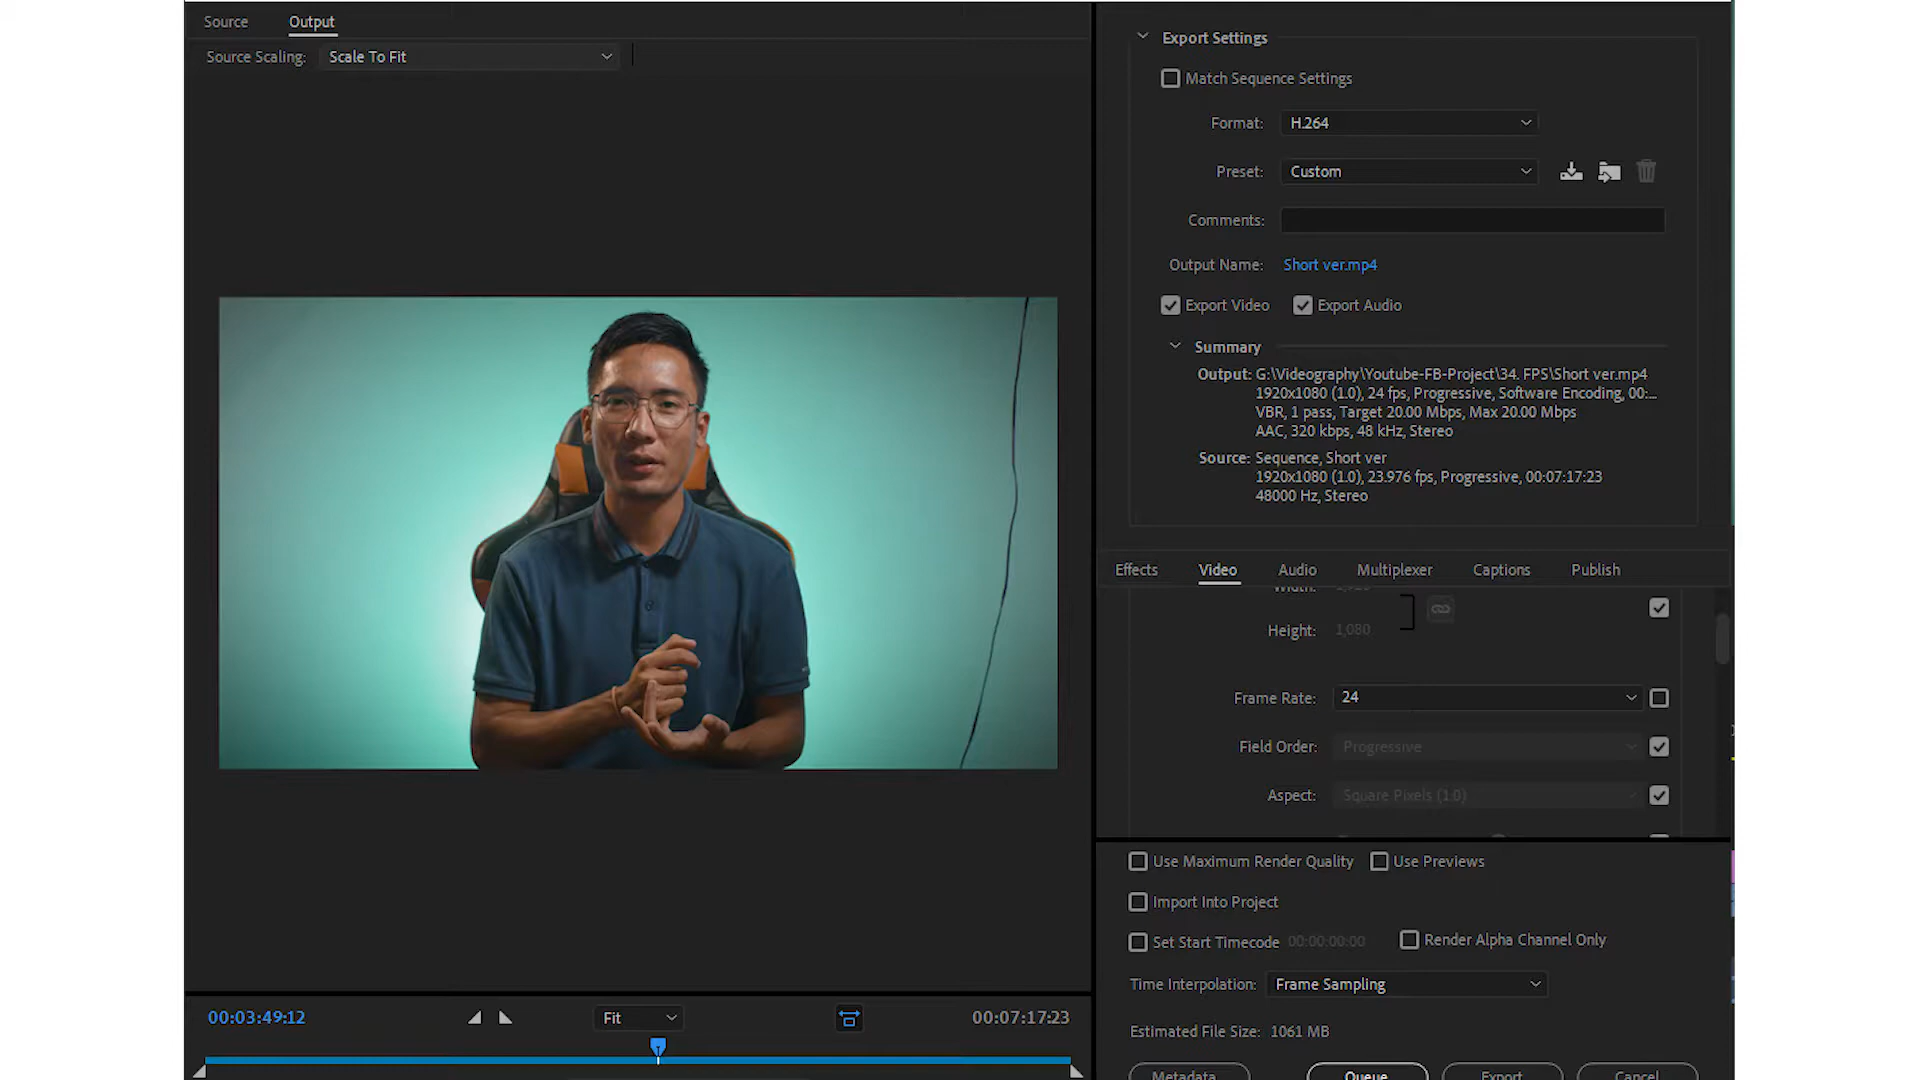 Source Output
Source Scaling: Scale To Fit
Export Settings
Match Sequence Settings
Format: H.264
Preset: Custom
Comments:
Output Name: Short ver.mp4
Export Video Export Audio
Summary
Output: G:\Videography\Youtube-FB-Project\34. FPS\Short ver.mp4
1920x1080 (1.0), 24 fps, Progressive, Software Encoding, 00:...
VBR, 1 pass, Target 20.00 Mbps, Max 20.00 Mbps
AAC, 320 kbps, 48 kHz, Stereo
Source: Sequence, Short ver
1920x1080 (1.0), 23.976 fps, Progressive, 00:07:17:23
48000 Hz, Stereo
Effects Video Audio Multiplexer Captions Publish
Width:
Height: 1,080
Frame Rate: 24
Field Order: Progressive
Aspect: Square Pixels (1.0)
Use Maximum Render Quality Use Previews
Import Into Project
Set Start Timecode 00:00:00:00 Render Alpha Channel Only
Time Interpolation: Frame Sampling
Estimated File Size: 1061 MB
Metadata Queue Export Cancel
00:03:49:12 Fit 00:07:17:23